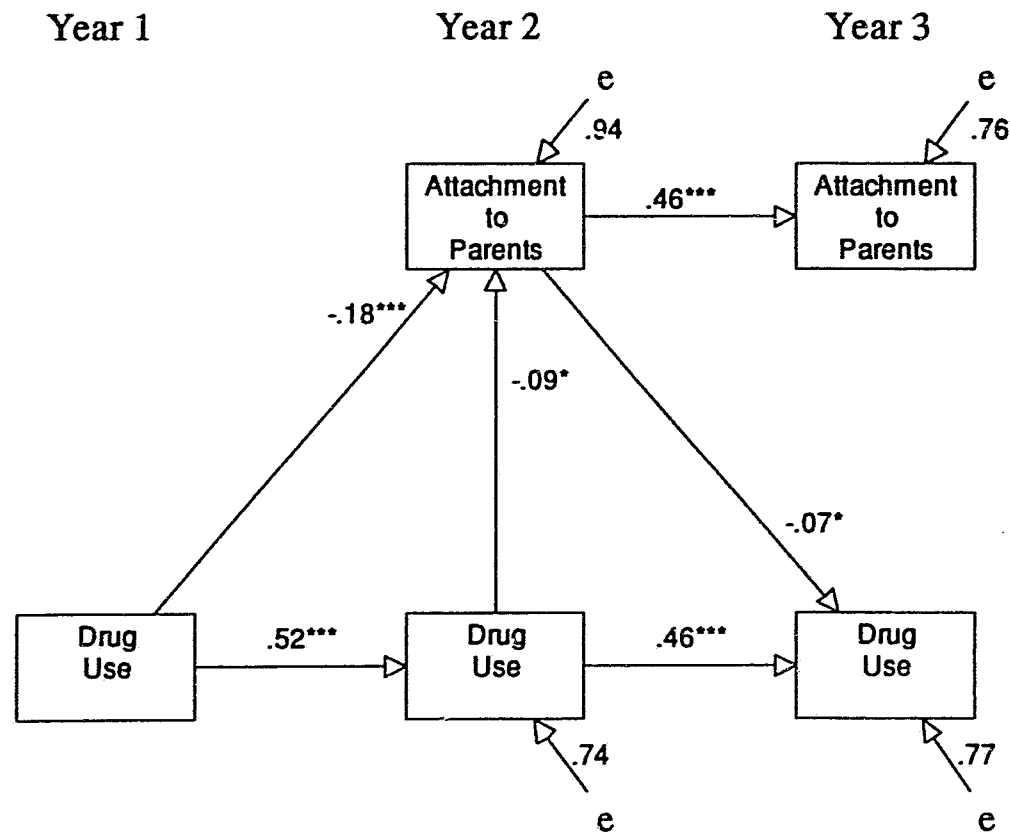 Year 1
Year 2
Year 3
e
e
.94
.76
Attachment
to
Parents
.46***
Attachment
to
Parents
-.18***
-.09*
-.07*
Drug
Use
.52***
Drug
Use
.46***
Drug
Use
.74
.77
e
e